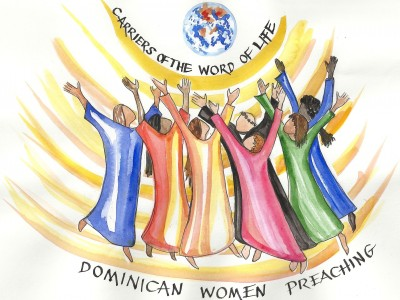 CARRIERS OF THE WORD OF LIFE
DOMINICAN WOMEN PREACHING